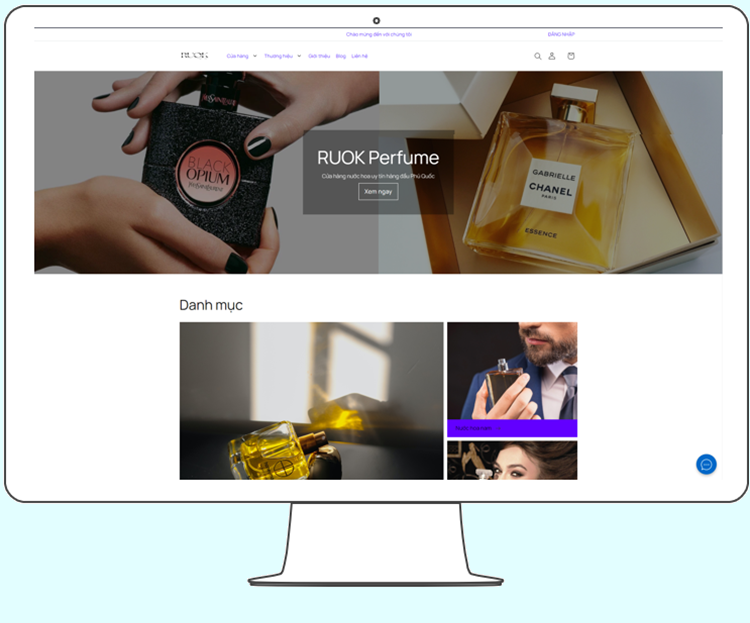 Chào mừng đến với chúng tôi
ĐĂNG NHẬP
RUOK
Cửa hàng
Thương hiệu
Giới thiệu
Blog
Liên hệ
YVESSAINTLAURENT
BLACK
OPIUM
YVESSAINTLAURENT
RUOK Perfume
Cửa hàng nước hoa uy tín hàng đầu Phú Quốc
Xem ngay
GABRIELLE
CHANEL
PARIS
ESSENCE
Danh mục
Nước hoa nam